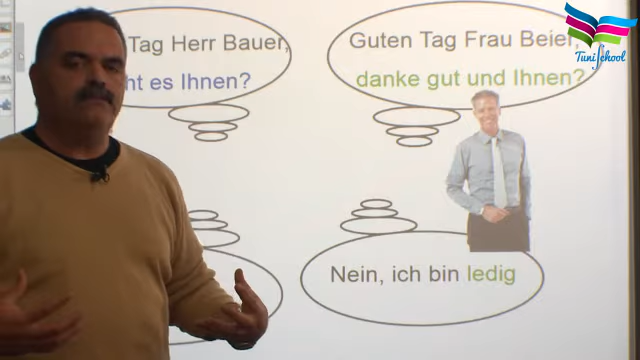 Tag Herr Bauer,
ht es Ihnen?
Guten Tag Frau Beier,
danke gut und Ihnen?
Tuni School
Nein, ich bin ledig